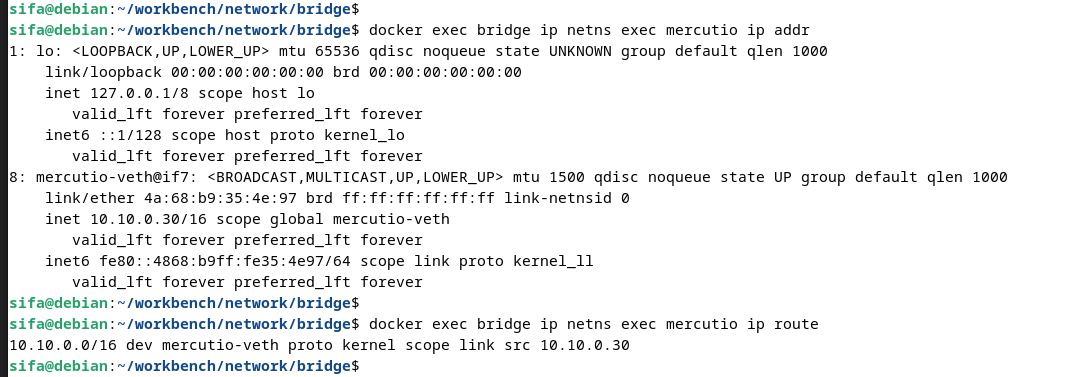 sifa@debian:~/workbench/network/bridge$
sifa@debian:~/workbench/network/bridge$ docker exec bridge ip netns exec mercutio ip addr
1: lo: <LOOPBACK,UP,LOWER_UP> mtu 65536 qdisc noqueue state UNKNOWN group default qlen 1000
    link/loopback 00:00:00:00:00:00 brd 00:00:00:00:00:00
    inet 127.0.0.1/8 scope host lo
       valid_lft forever preferred_lft forever
    inet6 ::1/128 scope host proto kernel_lo
       valid_lft forever preferred_lft forever
8: mercutio-veth@if7: <BROADCAST,MULTICAST,UP,LOWER_UP> mtu 1500 qdisc noqueue state UP group default qlen 1000
    link/ether 4a:68:b9:35:4e:97 brd ff:ff:ff:ff:ff:ff link-netnsid 0
    inet 10.10.0.30/16 scope global mercutio-veth
       valid_lft forever preferred_lft forever
    inet6 fe80::4868:b9ff:fe35:4e97/64 scope link proto kernel_ll
       valid_lft forever preferred_lft forever
sifa@debian:~/workbench/network/bridge$
sifa@debian:~/workbench/network/bridge$ docker exec bridge ip netns exec mercutio ip route
10.10.0.0/16 dev mercutio-veth proto kernel scope link src 10.10.0.30
sifa@debian:~/workbench/network/bridge$